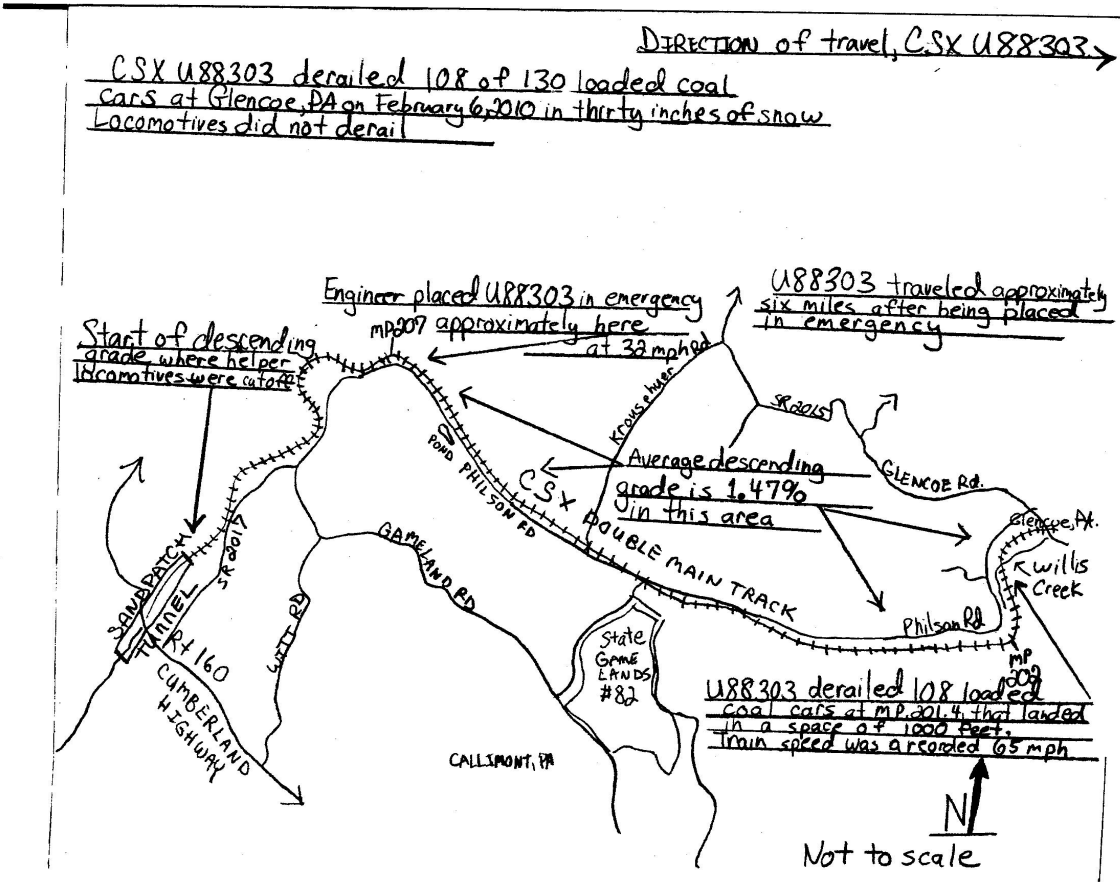 DIRECTION of travel, CSX U88303
CSX U88303 derailed 108 of 130 loaded coal
cars at Glencoe, PA on February 6, 2010 in thirty inches of snow
Locomotives did not derail
Engineer placed U88303 in emergency
MP207 approximately here
at 32 mph
U88303 traveled approximately
six miles after being placed
in emergency
Start of descending
grade where helper
locomotives were cutoff
Rd
SR 2015
POND
PHILSON RD
CSX DOUBLE MAIN TRACK
Average descending
grade is 1.47%
in this area
GLENCOE Rd.
Glencoe, PA.
Willis
Creek
SANDPATCH
TUNNEL
SR 2017
GAMELAND RD
WITT RD
Rt 160
CUMBERLAND
HIGHWAY
State
GAME
LANDS
#82
Philson Rd
MP
202
U88303 derailed 108 loaded
coal cars at MP.201.4, that landed
in a space of 1000 feet.
Train speed was a recorded 65 mph
CALLIMONT, PA
N
Not to scale